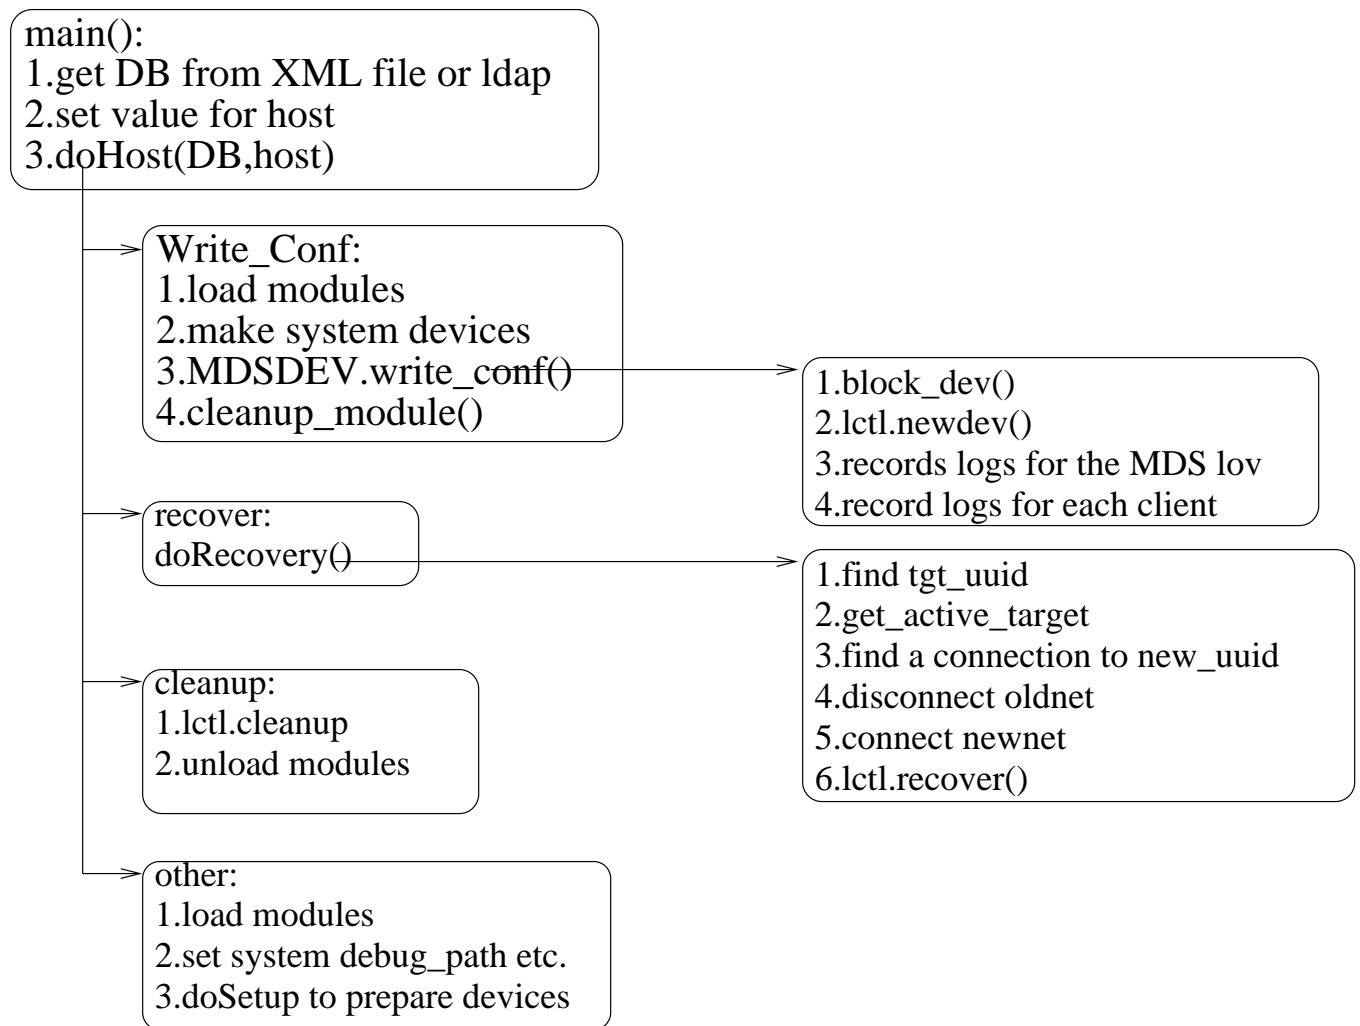 main():
1.get DB from XML file or ldap
2.set value for host
3.doHost(DB,host)
Write_Conf:
1.load modules
2.make system devices
3.MDSDEV.write_conf()
4.cleanup_module()
1.block_dev()
2.lctl.newdev()
3.records logs for the MDS lov
4.record logs for each client
recover:
doRecovery()
1.find tgt_uuid
2.get_active_target
3.find a connection to new_uuid
4.disconnect oldnet
5.connect newnet
6.lctl.recover()
cleanup:
1.lctl.cleanup
2.unload modules
other:
1.load modules
2.set system debug_path etc.
3.doSetup to prepare devices